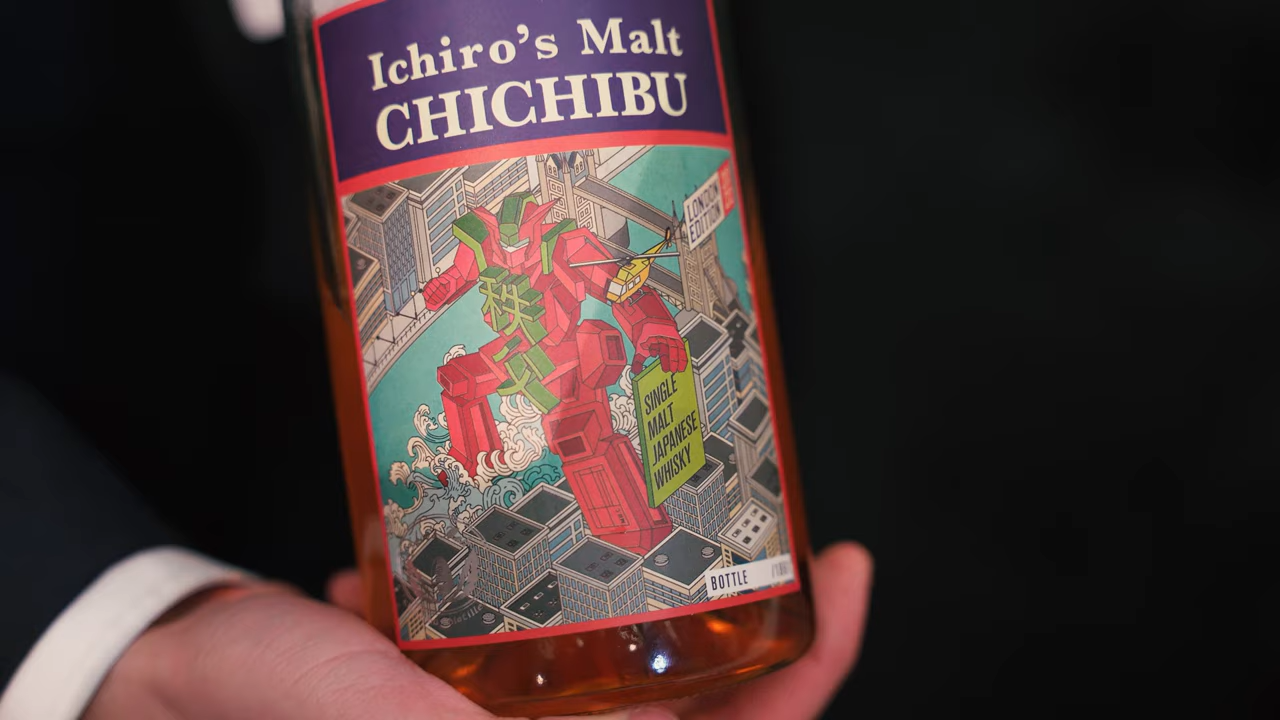 Ichiro's Malt
CHICHIBU
LONDON
EDITION
秩
父
SINGLE
MALT
JAPANESE
WHISKY
BOTTLE